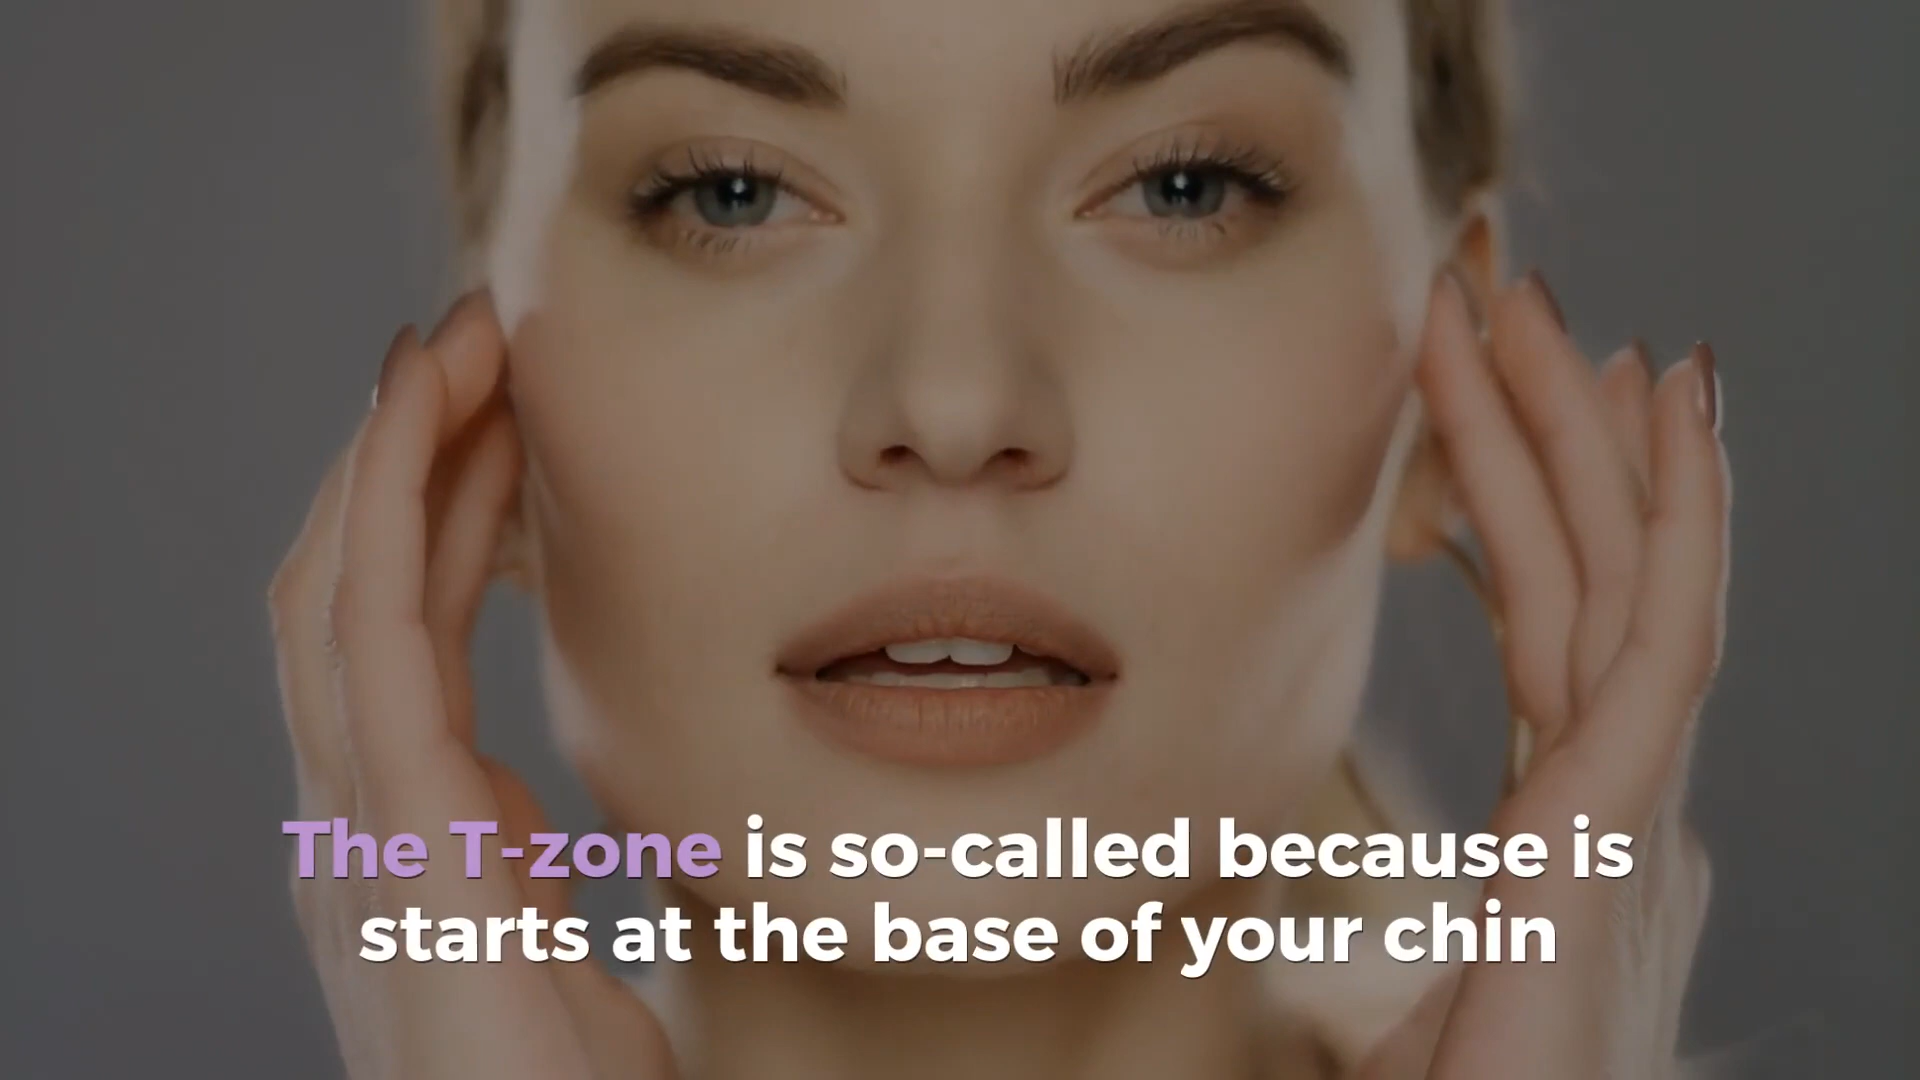 The T-zone is so-called because is
starts at the base of your chin